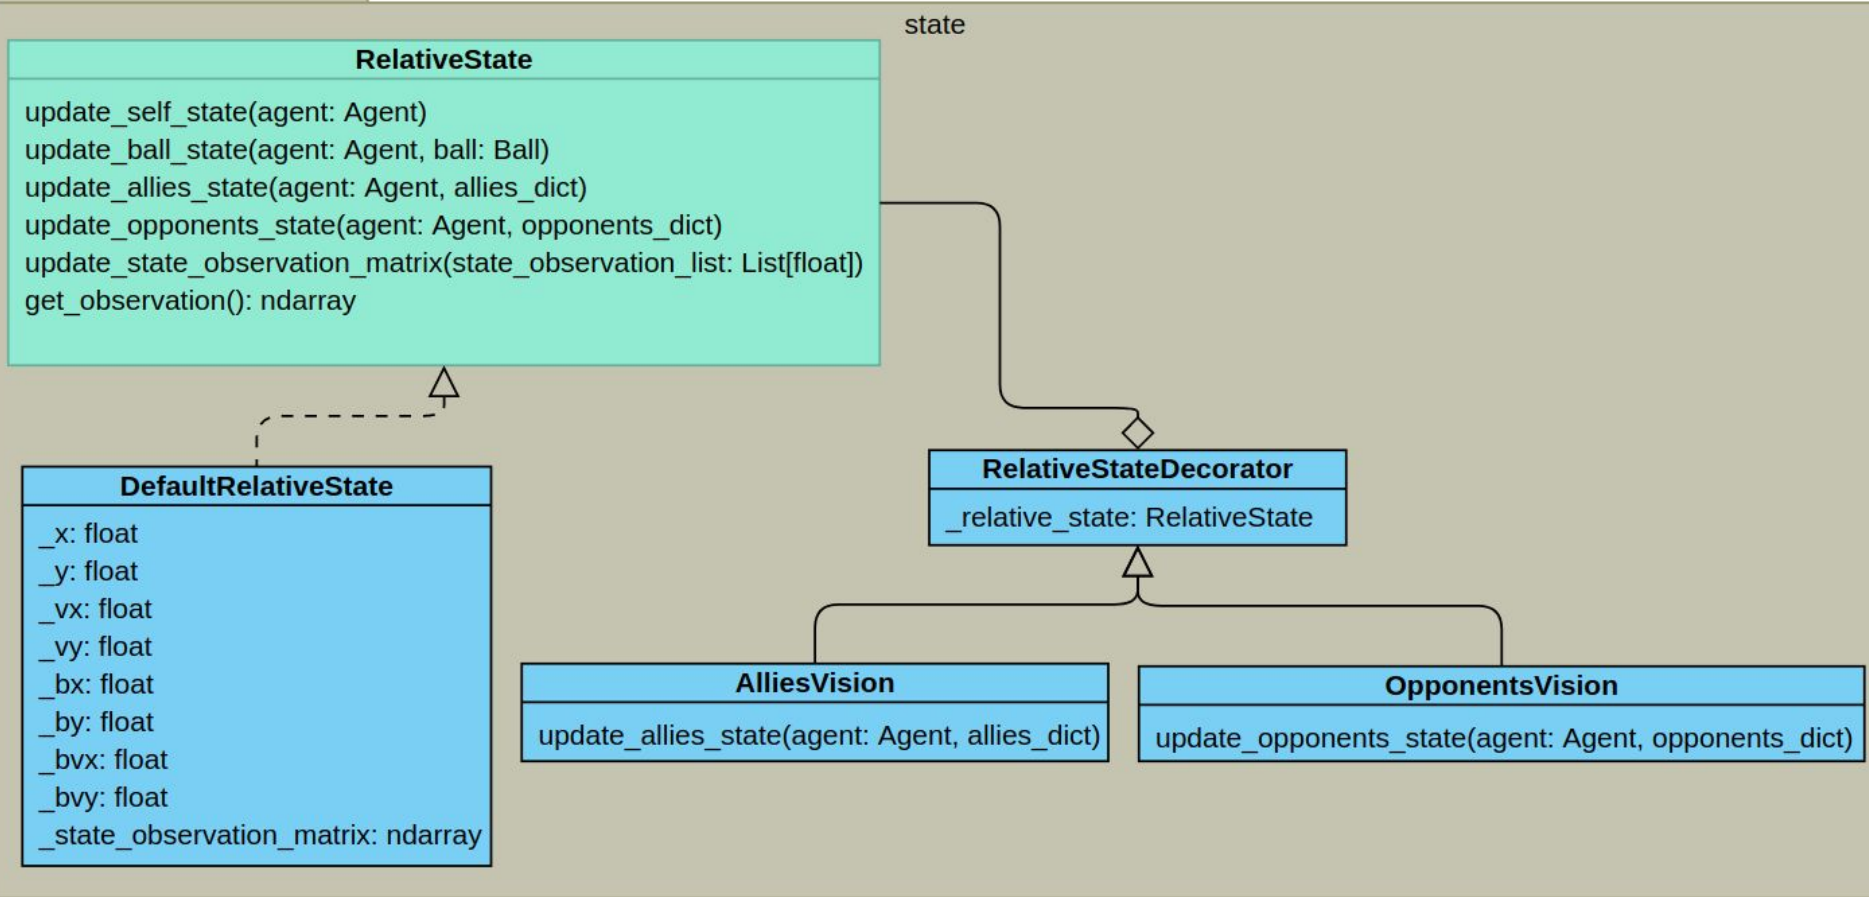 state
RelativeState
update_self_state(agent: Agent)
update_ball_state(agent: Agent, ball: Ball)
update_allies_state(agent: Agent, allies_dict)
update_opponents_state(agent: Agent, opponents_dict)
update_state_observation_matrix(state_observation_list: List[float])
get_observation(): ndarray
DefaultRelativeState
_x: float
_y: float
_vx: float
_vy: float
_bx: float
_by: float
_bvx: float
_bvy: float
_state_observation_matrix: ndarray
RelativeStateDecorator
_relative_state: RelativeState
AlliesVision
update_allies_state(agent: Agent, allies_dict)
OpponentsVision
update_opponents_state(agent: Agent, opponents_dict)